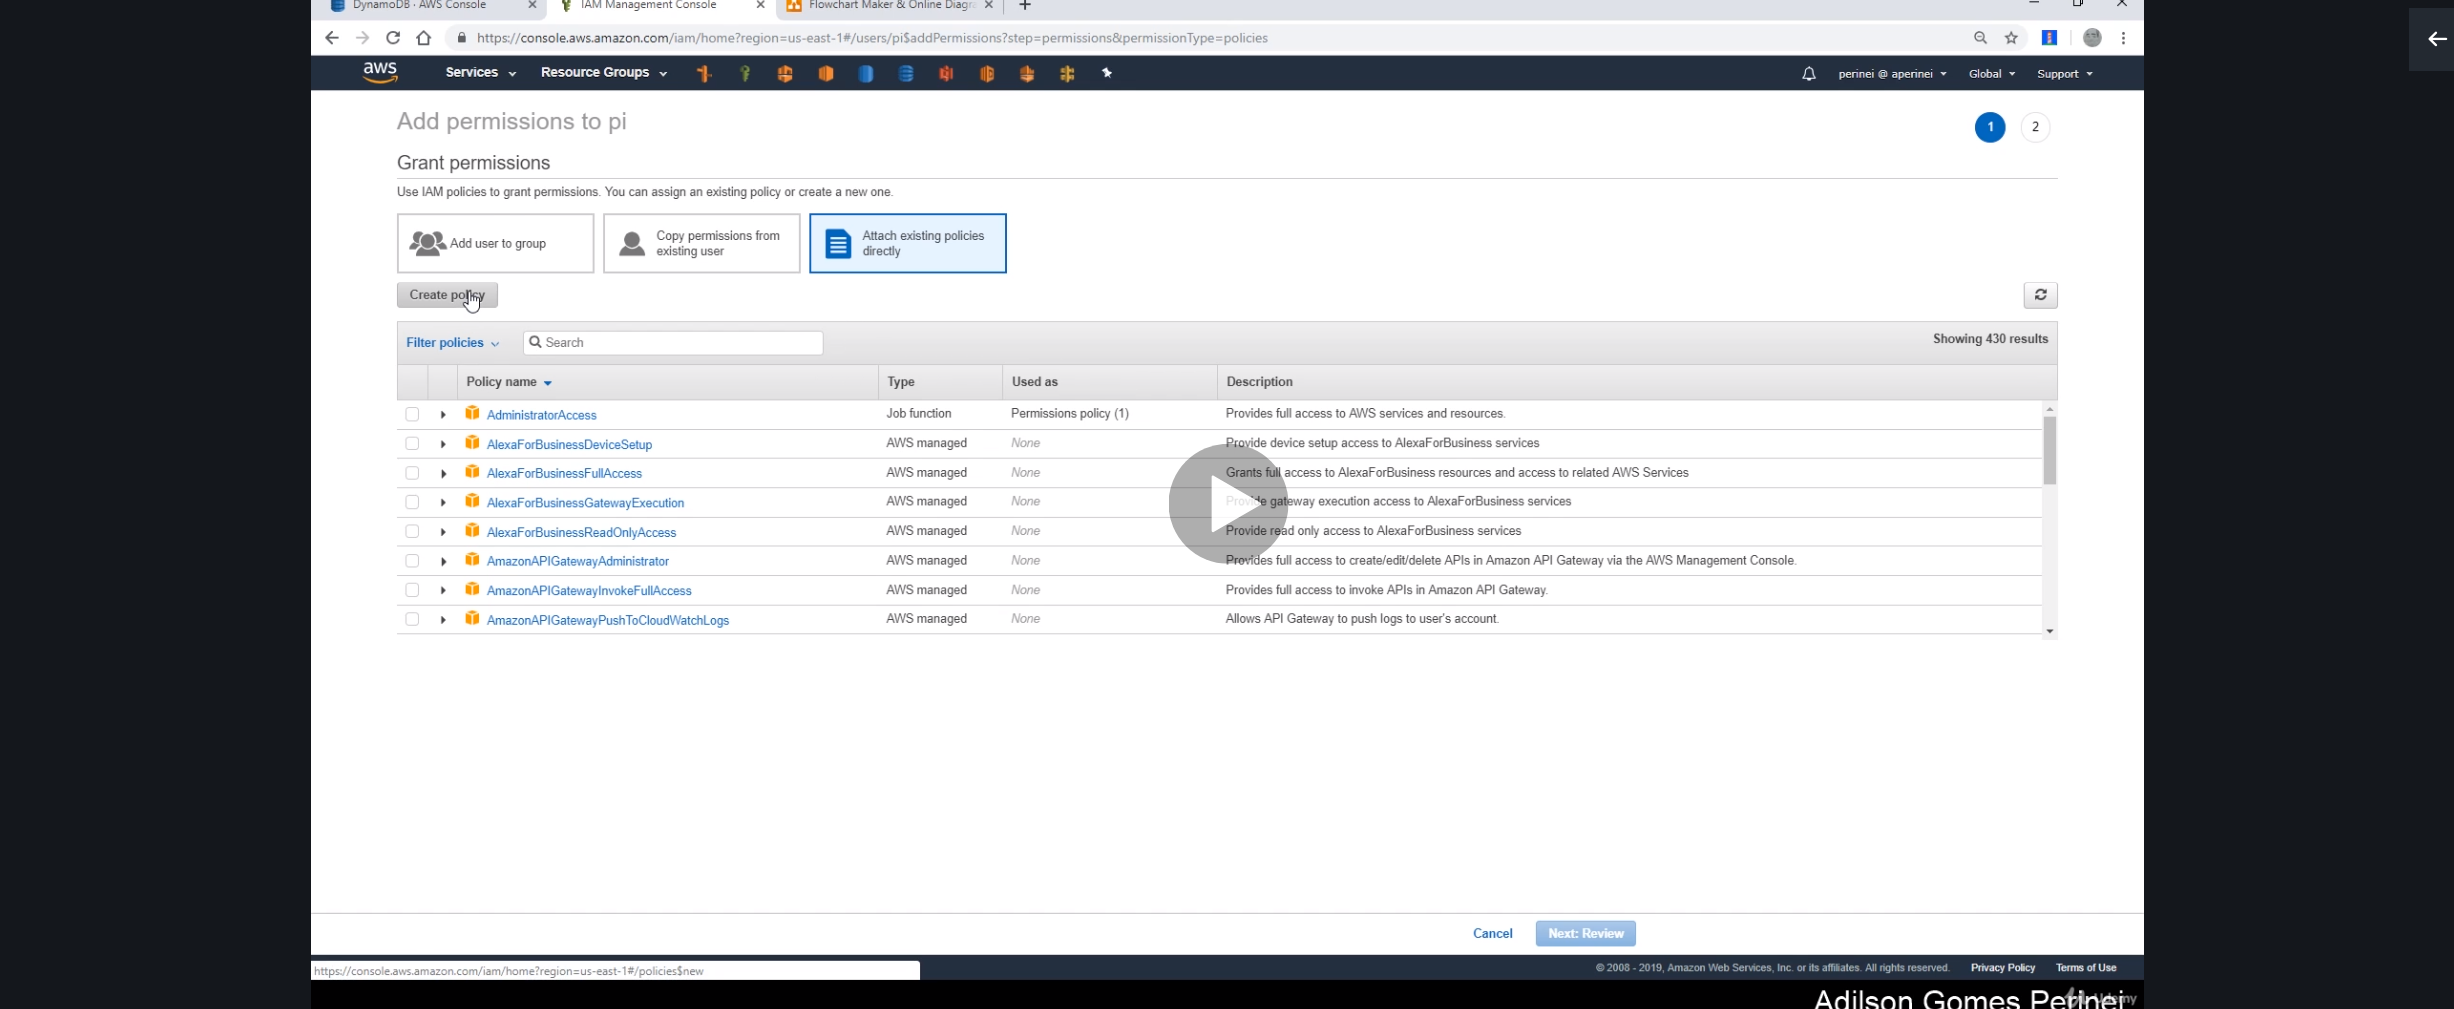 DynamoDB · AWS Console
IAM Management Console
Flowchart Maker & Online Diagra
https://console.aws.amazon.com/iam/home?region=us-east-1#/users/pi$addPermissions?step=permissions&permissionType=policies
aws Services Resource Groups perinei @ aperinei Global Support
Add permissions to pi
1 2
Grant permissions
Use IAM policies to grant permissions. You can assign an existing policy or create a new one.
Add user to group
Copy permissions from
existing user
Attach existing policies
directly
Create policy
Filter policies Search Showing 430 results
Policy name Type Used as Description
AdministratorAccess Job function Permissions policy (1) Provides full access to AWS services and resources.
AlexaForBusinessDeviceSetup AWS managed None Provide device setup access to AlexaForBusiness services
AlexaForBusinessFullAccess AWS managed None Grants full access to AlexaForBusiness resources and access to related AWS Services
AlexaForBusinessGatewayExecution AWS managed None Provide gateway execution access to AlexaForBusiness services
AlexaForBusinessReadOnlyAccess AWS managed None Provide read only access to AlexaForBusiness services
AmazonAPIGatewayAdministrator AWS managed None Provides full access to create/edit/delete APIs in Amazon API Gateway via the AWS Management Console.
AmazonAPIGatewayInvokeFullAccess AWS managed None Provides full access to invoke APIs in Amazon API Gateway.
AmazonAPIGatewayPushToCloudWatchLogs AWS managed None Allows API Gateway to push logs to user's account.
Cancel Next: Review
https://console.aws.amazon.com/iam/home?region=us-east-1#/policies$new
© 2008 - 2019, Amazon Web Services, Inc. or its affiliates. All rights reserved. Privacy Policy Terms of Use
Adilson Gomes Perinei
Udemy